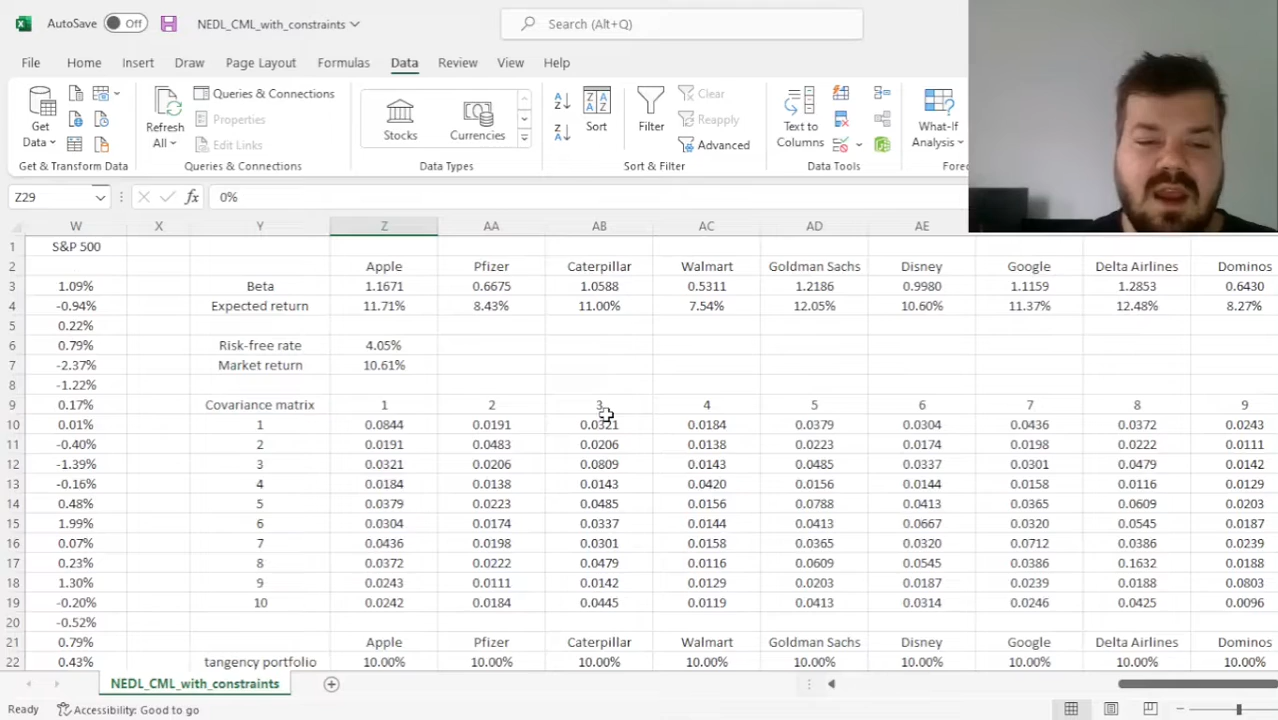 AutoSave Off NEDL_CML_with_constraints Search (Alt+Q)
File Home Insert Draw Page Layout Formulas Data Review View Help
Get Data Refresh All Queries & Connections Properties Edit Links Stocks Currencies Sort Filter Clear Reapply Advanced Text to Columns What-If Analysis
Get & Transform Data Queries & Connections Data Types Sort & Filter Data Tools Forec
Z29 fx 0%
W X Y Z AA AB AC AD AE AF AG AH
1 S&P 500
2 Apple Pfizer Caterpillar Walmart Goldman Sachs Disney Google Delta Airlines Dominos
3 1.09% Beta 1.1671 0.6675 1.0588 0.5311 1.2186 0.9980 1.1159 1.2853 0.6430
4 -0.94% Expected return 11.71% 8.43% 11.00% 7.54% 12.05% 10.60% 11.37% 12.48% 8.27%
5 0.22%
6 0.79% Risk-free rate 4.05%
7 -2.37% Market return 10.61%
8 -1.22%
9 0.17% Covariance matrix 1 2 3 4 5 6 7 8 9
10 0.01% 1 0.0844 0.0191 0.0321 0.0184 0.0379 0.0304 0.0436 0.0372 0.0243
11 -0.40% 2 0.0191 0.0483 0.0206 0.0138 0.0223 0.0174 0.0198 0.0222 0.0111
12 -1.39% 3 0.0321 0.0206 0.0809 0.0143 0.0485 0.0337 0.0301 0.0479 0.0142
13 -0.16% 4 0.0184 0.0138 0.0143 0.0420 0.0156 0.0144 0.0158 0.0116 0.0129
14 0.48% 5 0.0379 0.0223 0.0485 0.0156 0.0788 0.0413 0.0365 0.0609 0.0203
15 1.99% 6 0.0304 0.0174 0.0337 0.0144 0.0413 0.0667 0.0320 0.0545 0.0187
16 0.07% 7 0.0436 0.0198 0.0301 0.0158 0.0365 0.0320 0.0712 0.0386 0.0239
17 0.23% 8 0.0372 0.0222 0.0479 0.0116 0.0609 0.0545 0.0386 0.1632 0.0188
18 1.30% 9 0.0243 0.0111 0.0142 0.0129 0.0203 0.0187 0.0239 0.0188 0.0803
19 -0.20% 10 0.0242 0.0184 0.0445 0.0119 0.0413 0.0314 0.0246 0.0425 0.0096
20 -0.52%
21 0.79% Apple Pfizer Caterpillar Walmart Goldman Sachs Disney Google Delta Airlines Dominos
22 0.43% tangency portfolio 10.00% 10.00% 10.00% 10.00% 10.00% 10.00% 10.00% 10.00% 10.00%
NEDL_CML_with_constraints
Ready Accessibility: Good to go